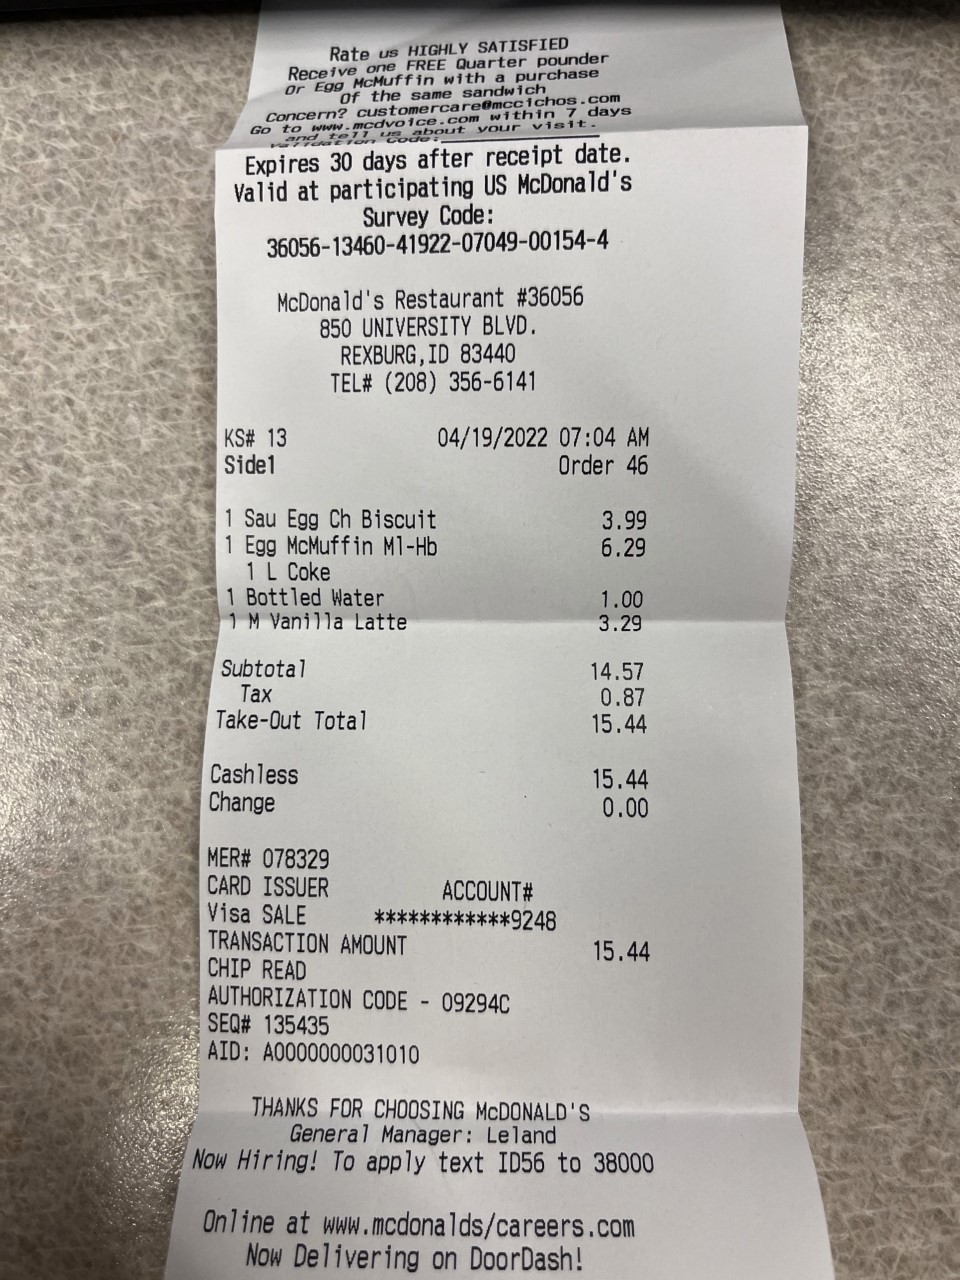 Rate us HIGHLY SATISFIED
Receive one FREE Quarter pounder
Or Egg McMuffin with a purchase
Of the same sandwich
Concern? customercare@mccichos.com
Go to www.mcdvoice.com within 7 days
and tell us about your visit.
Validation Code:
Expires 30 days after receipt date.
Valid at participating US McDonald's
Survey Code:
36056-13460-41922-07049-00154-4
McDonald's Restaurant #36056
850 UNIVERSITY BLVD.
REXBURG,ID 83440
TEL# (208) 356-6141
KS# 13 04/19/2022 07:04 AM
Side1 Order 46
1 Sau Egg Ch Biscuit 3.99
1 Egg McMuffin Ml-Hb 6.29
1 L Coke
1 Bottled Water 1.00
1 M Vanilla Latte 3.29
Subtotal 14.57
Tax 0.87
Take-Out Total 15.44
Cashless 15.44
Change 0.00
MER# 078329
CARD ISSUER ACCOUNT#
Visa SALE ************9248
TRANSACTION AMOUNT 15.44
CHIP READ
AUTHORIZATION CODE - 09294C
SEQ# 135435
AID: A0000000031010
THANKS FOR CHOOSING McDONALD'S
General Manager: Leland
Now Hiring! To apply text ID56 to 38000
Online at www.mcdonalds/careers.com
Now Delivering on DoorDash!